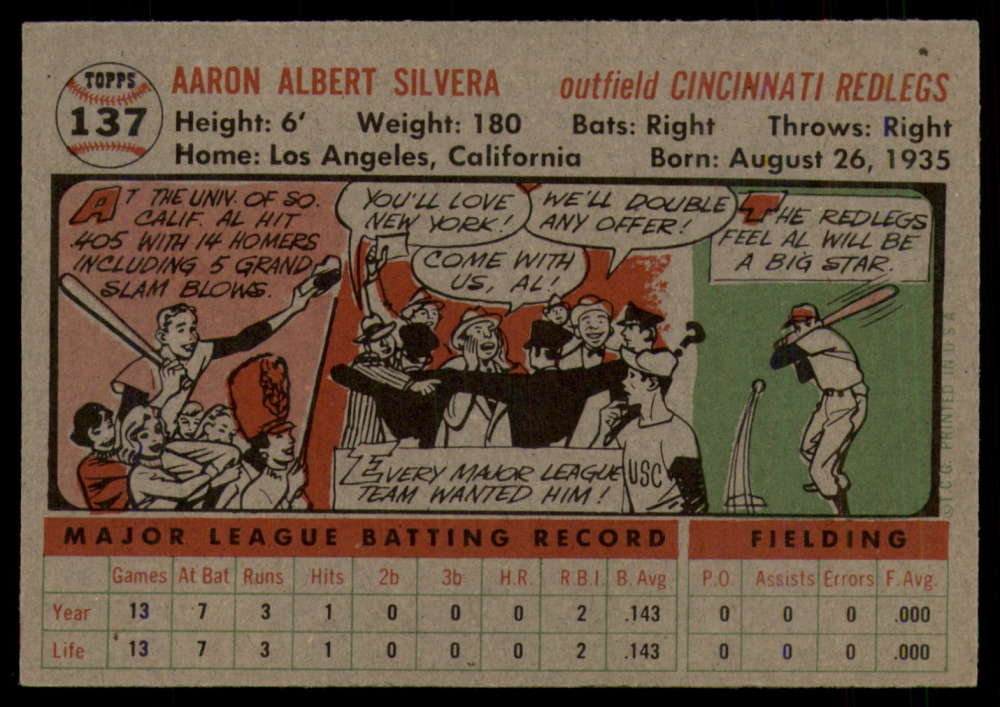 TOPPS
137
AARON ALBERT SILVERA outfield CINCINNATI REDLEGS
Height: 6' Weight: 180 Bats: Right Throws: Right
Home: Los Angeles, California Born: August 26, 1935
AT THE UNIV. OF SO.
CALIF. AL HIT
.405 WITH 14 HOMERS
INCLUDING 5 GRAND
SLAM BLOWS.
YOU'LL LOVE
NEW YORK!
WE'LL DOUBLE
ANY OFFER!
COME WITH
US, AL!
EVERY MAJOR LEAGUE
TEAM WANTED HIM!
USC
?
THE REDLEGS
FEEL AL WILL BE
A BIG STAR.
© T.C.G. PRINTED IN U.S.A.
MAJOR LEAGUE BATTING RECORD FIELDING
Games At Bat Runs Hits 2b 3b H.R. R.B.I. B. Avg P.O. Assists Errors F. Avg.
Year 13 7 3 1 0 0 0 2 .143 0 0 0 .000
Life 13 7 3 1 0 0 0 2 .143 0 0 0 .000